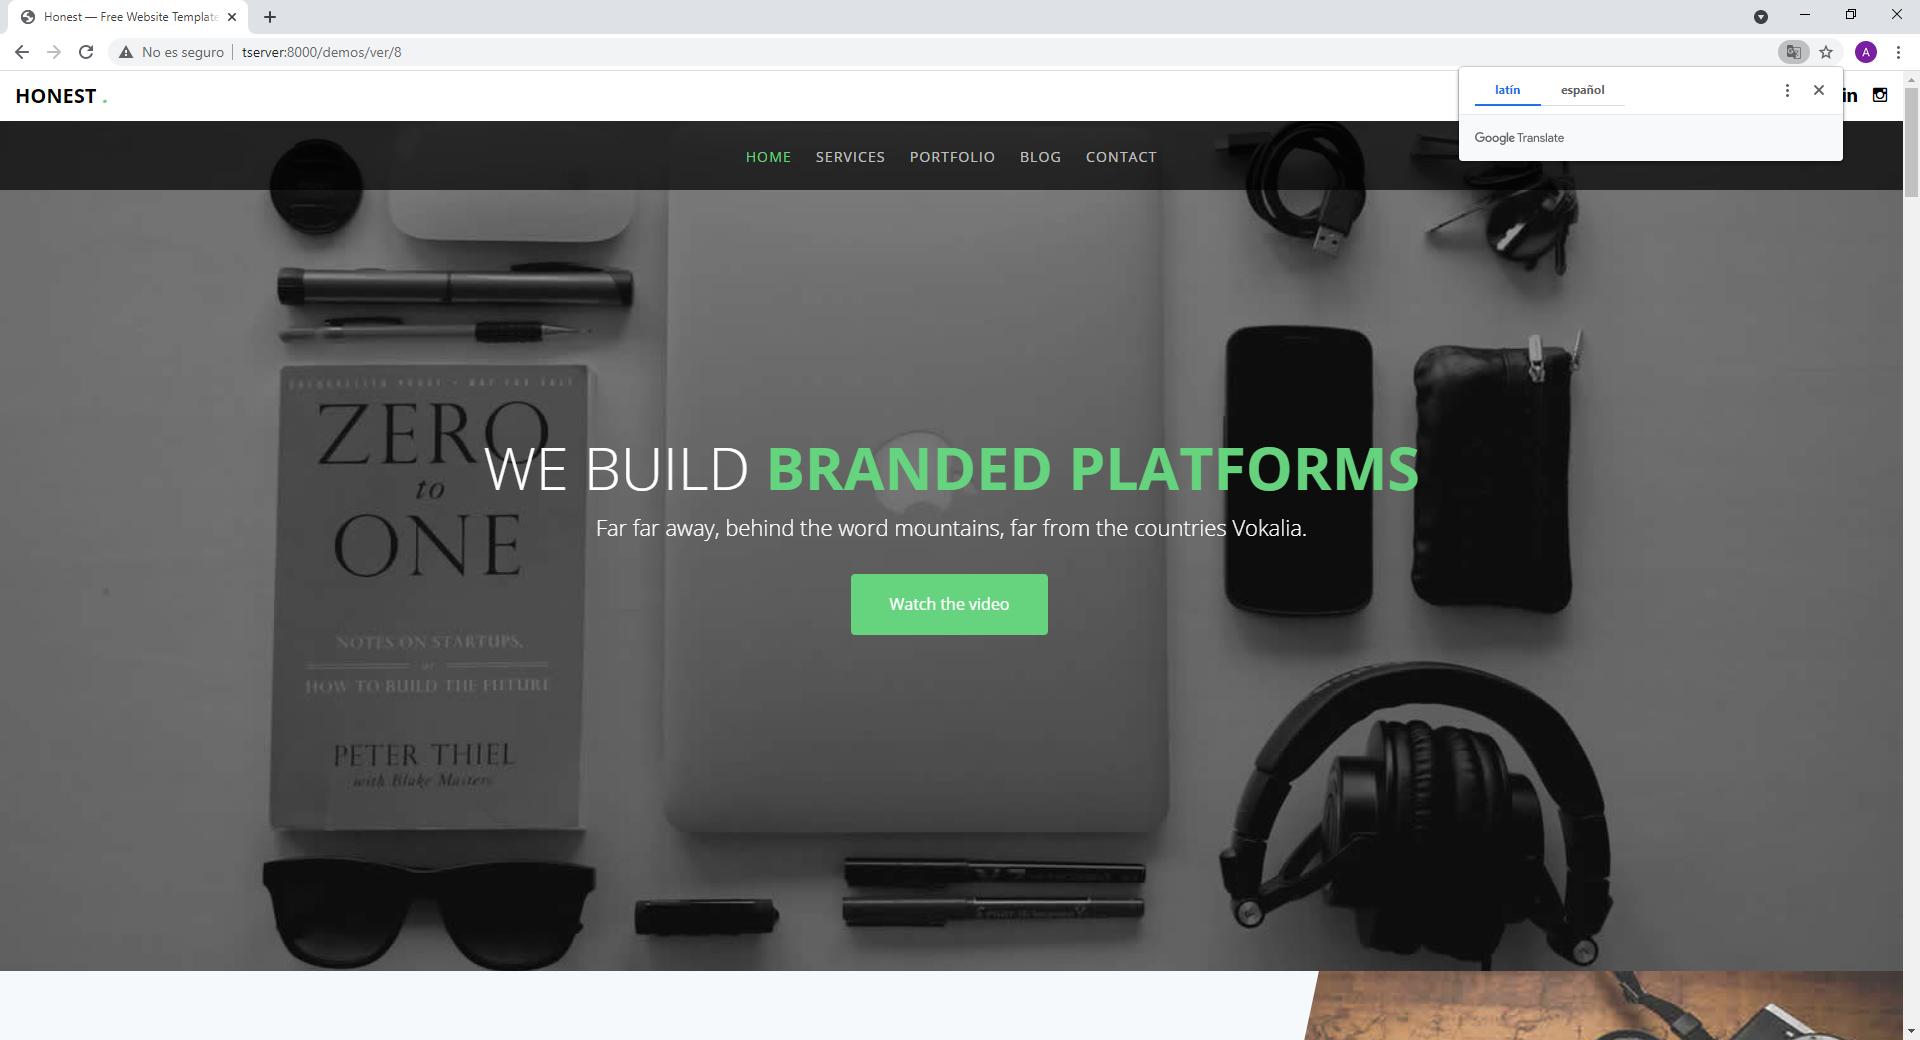 Honest — Free Website Template
No es seguro
tserver:8000/demos/ver/8
A
latín español
Google Translate
HONEST .
in
HOME SERVICES PORTFOLIO BLOG CONTACT
ZERO
to
ONE
NOTES ON STARTUPS,
or
HOW TO BUILD THE FUTURE
PETER THIEL
with Blake Masters
WE BUILD BRANDED PLATFORMS
Far far away, behind the word mountains, far from the countries Vokalia.
Watch the video